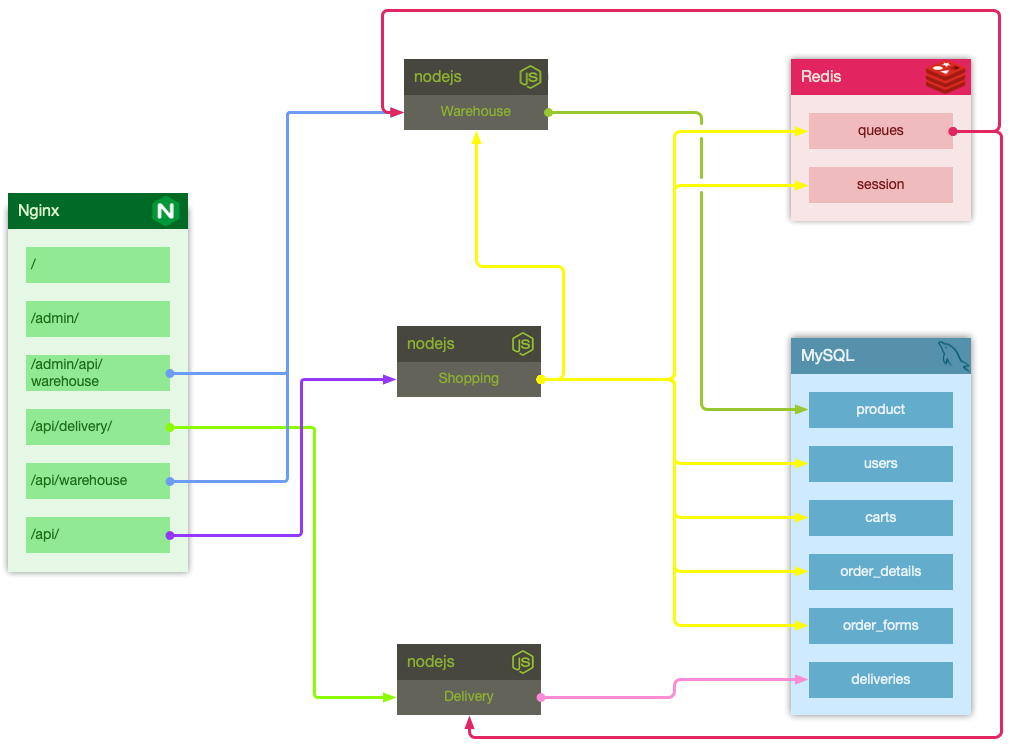 Nginx
/
/admin/
/admin/api/
warehouse
/api/delivery/
/api/warehouse
/api/
nodejs
JS
Warehouse
nodejs
JS
Shopping
nodejs
JS
Delivery
Redis
queues
session
MySQL
product
users
carts
order_details
order_forms
deliveries